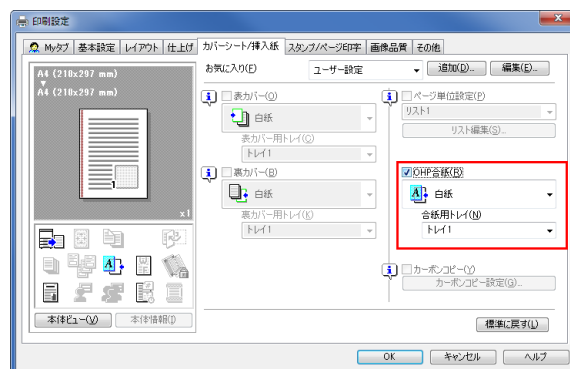 印刷設定
Myタブ 基本設定 レイアウト 仕上げ カバーシート/挿入紙 スタンプ/ページ印字 画像品質 その他
A4 (210x297 mm)
A4 (210x297 mm)
1
x1
本体ビュー(V) 本体情報(I)
お気に入り(F) ユーザー設定 追加(D)... 編集(E)...
表カバー(O)
白紙
表カバー用トレイ(C)
トレイ1
裏カバー(B)
白紙
裏カバー用トレイ(K)
トレイ1
ページ単位設定(P)
リスト1
リスト編集(S)...
OHP合紙(R)
白紙
合紙用トレイ(N)
トレイ1
カーボンコピー(Y)
カーボンコピー設定(G)...
標準に戻す(L)
OK キャンセル ヘルプ